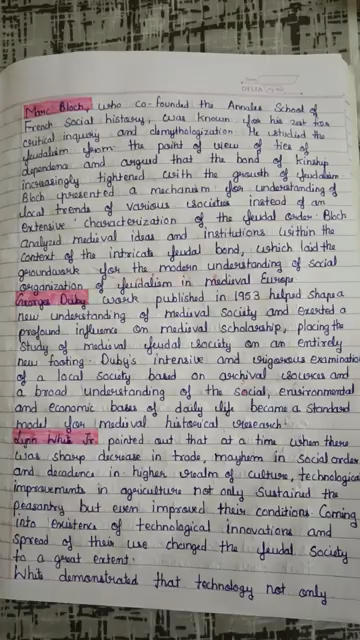 DELTA
Marc Bloch, who co-founded the Annales School of
French social history, was known for his zest for
critical inquiry and demythologization. He studied the
feudalism from the point of view of ties of
dependence and argued that the bond of kinship
increasingly tightened with the growth of feudalism
Bloch presented a mechanism for understanding of
local trends of various societies instead of an
extensive characterization of the feudal order. Bloch
analyzed medieval ideas and institutions within the
context of the intricate feudal bond, which laid the
groundwork for the modern understanding of social
organization of feudalism in medieval Europe.
Georges Duby work published in 1953 helped shape a
new understanding of medieval society and exerted a
profound influence on medieval scholarship, placing the
study of medieval feudal society on an entirely
new footing. Duby's intensive and rigorous examination
of a local society based on archival sources and
a broad understanding of the social, environmental
and economic bases of daily life became a standard
model for medieval historical research.
Lynn White Jr. pointed out that at a time when there
was sharp decrease in trade, mayhem in social order
and decadence in higher realm of culture, technological
improvements in agriculture not only sustained the
peasantry but even improved their conditions. Coming
into existence of technological innovations and
spread of their use changed the feudal society
to a great extent.
White demonstrated that technology not only